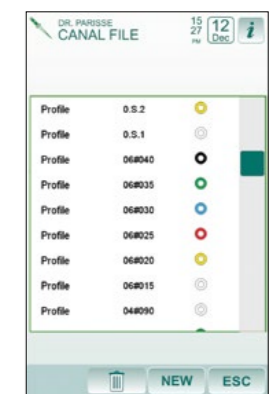 DR. PARISSE
CANAL FILE
15
27
PM
12
Dec
i
Profile 0.S.2
Profile 0.S.1
Profile 06#040
Profile 06#035
Profile 06#030
Profile 06#025
Profile 06#020
Profile 06#015
Profile 04#090
NEW
ESC